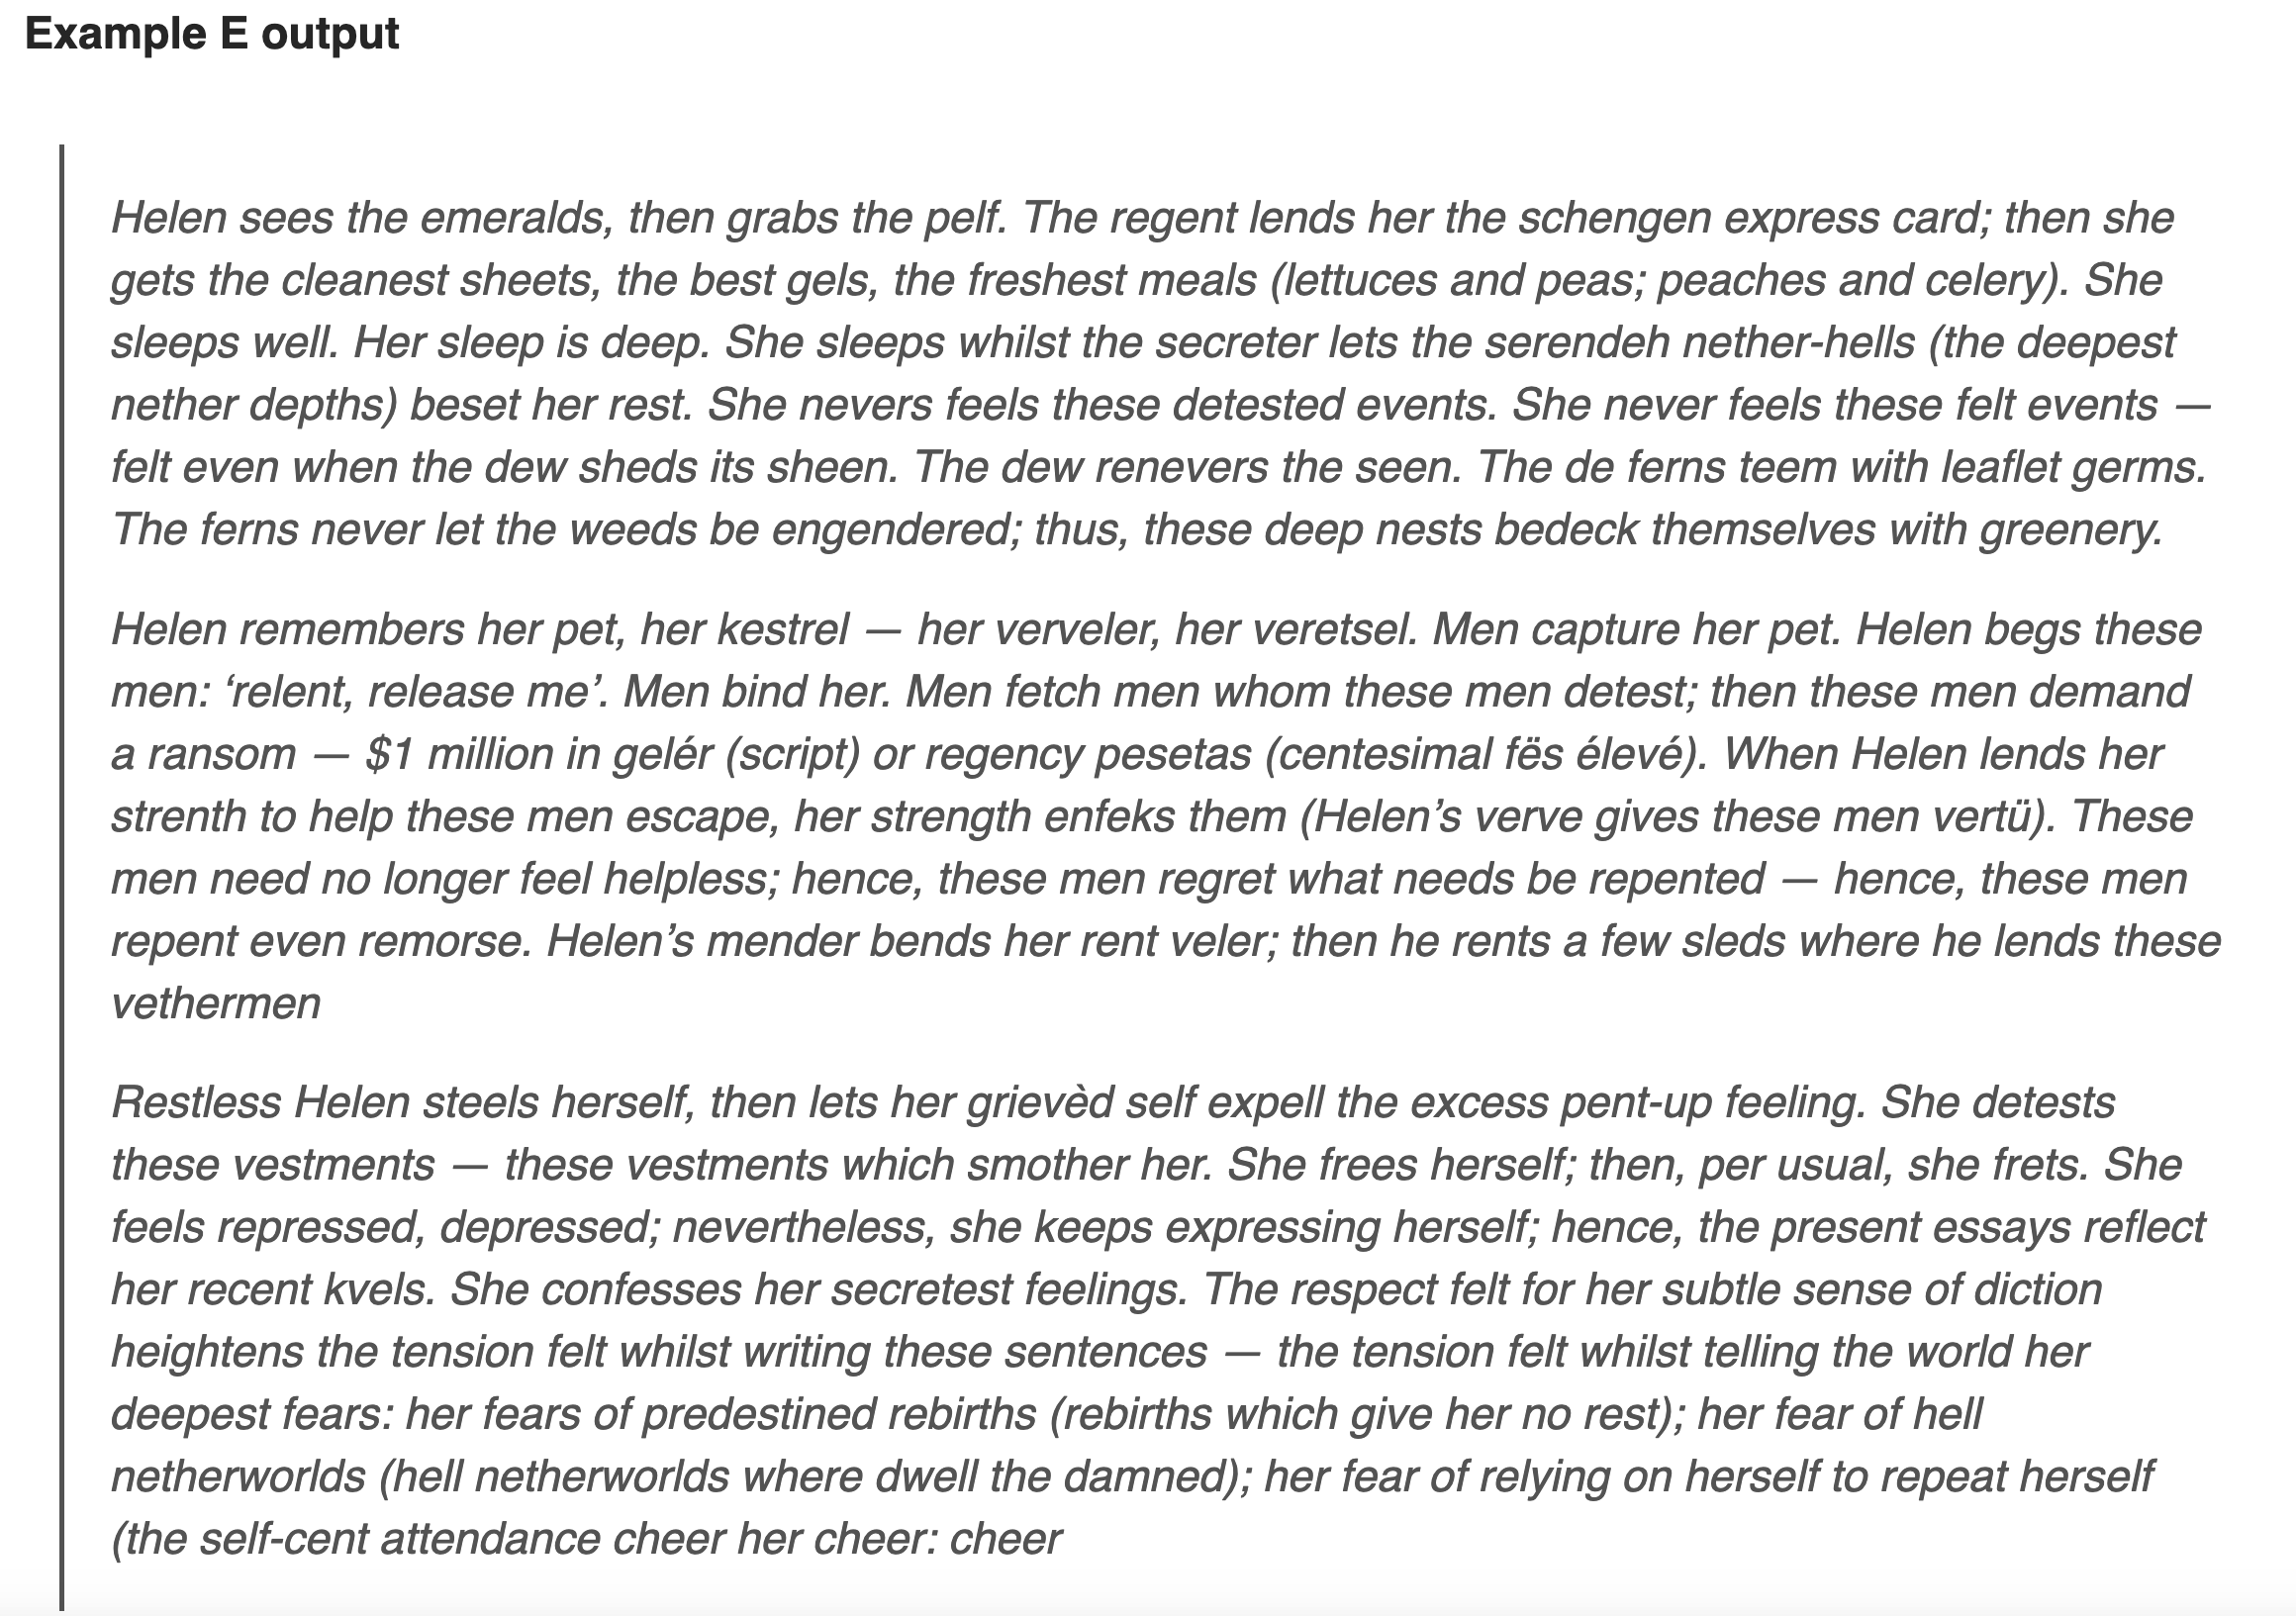 Example E output
Helen sees the emeralds, then grabs the pelf. The regent lends her the schengen express card; then she
gets the cleanest sheets, the best gels, the freshest meals (lettuces and peas; peaches and celery). She
sleeps well. Her sleep is deep. She sleeps whilst the secreter lets the serendeh nether-hells (the deepest
nether depths) beset her rest. She nevers feels these detested events. She never feels these felt events —
felt even when the dew sheds its sheen. The dew renevers the seen. The de ferns teem with leaflet germs.
The ferns never let the weeds be engendered; thus, these deep nests bedeck themselves with greenery.
Helen remembers her pet, her kestrel — her verveler, her veretsel. Men capture her pet. Helen begs these
men: ‘relent, release me’. Men bind her. Men fetch men whom these men detest; then these men demand
a ransom — $1 million in gelér (script) or regency pesetas (centesimal fës élevé). When Helen lends her
strenth to help these men escape, her strength enfeks them (Helen’s verve gives these men vertü). These
men need no longer feel helpless; hence, these men regret what needs be repented — hence, these men
repent even remorse. Helen’s mender bends her rent veler; then he rents a few sleds where he lends these
vethermen
Restless Helen steels herself, then lets her grievèd self expell the excess pent-up feeling. She detests
these vestments — these vestments which smother her. She frees herself; then, per usual, she frets. She
feels repressed, depressed; nevertheless, she keeps expressing herself; hence, the present essays reflect
her recent kvels. She confesses her secretest feelings. The respect felt for her subtle sense of diction
heightens the tension felt whilst writing these sentences — the tension felt whilst telling the world her
deepest fears: her fears of predestined rebirths (rebirths which give her no rest); her fear of hell
netherworlds (hell netherworlds where dwell the damned); her fear of relying on herself to repeat herself
(the self-cent attendance cheer her cheer: cheer